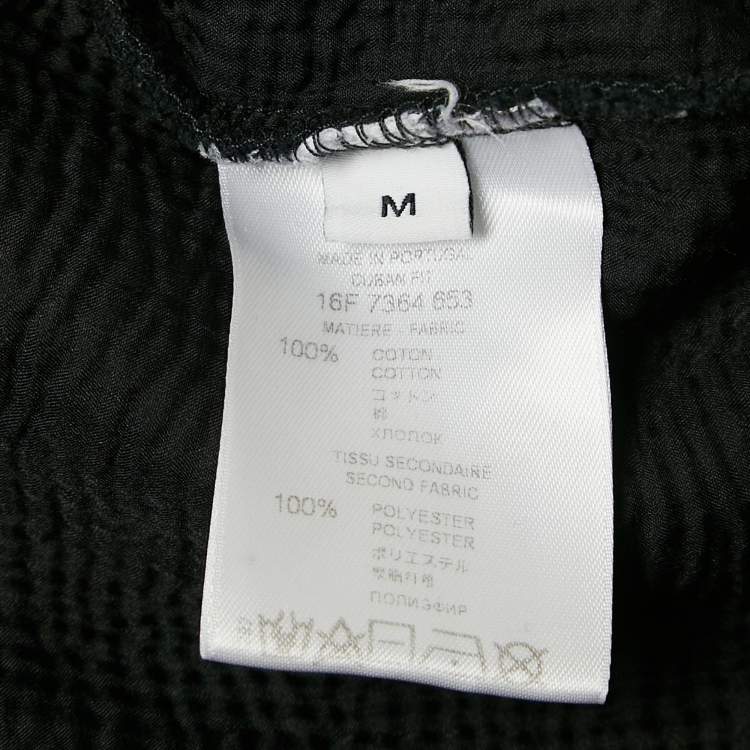 M
MADE IN PORTUGAL
CUBAN FIT
16F 7364 653
MATIERE - FABRIC
100% COTON
COTTON
コットン
棉
ХЛОПОК
TISSU SECONDAIRE
SECOND FABRIC
100% POLYESTER
POLYESTER
ポリエステル
聚酯纤维
ПОЛИЭФИР